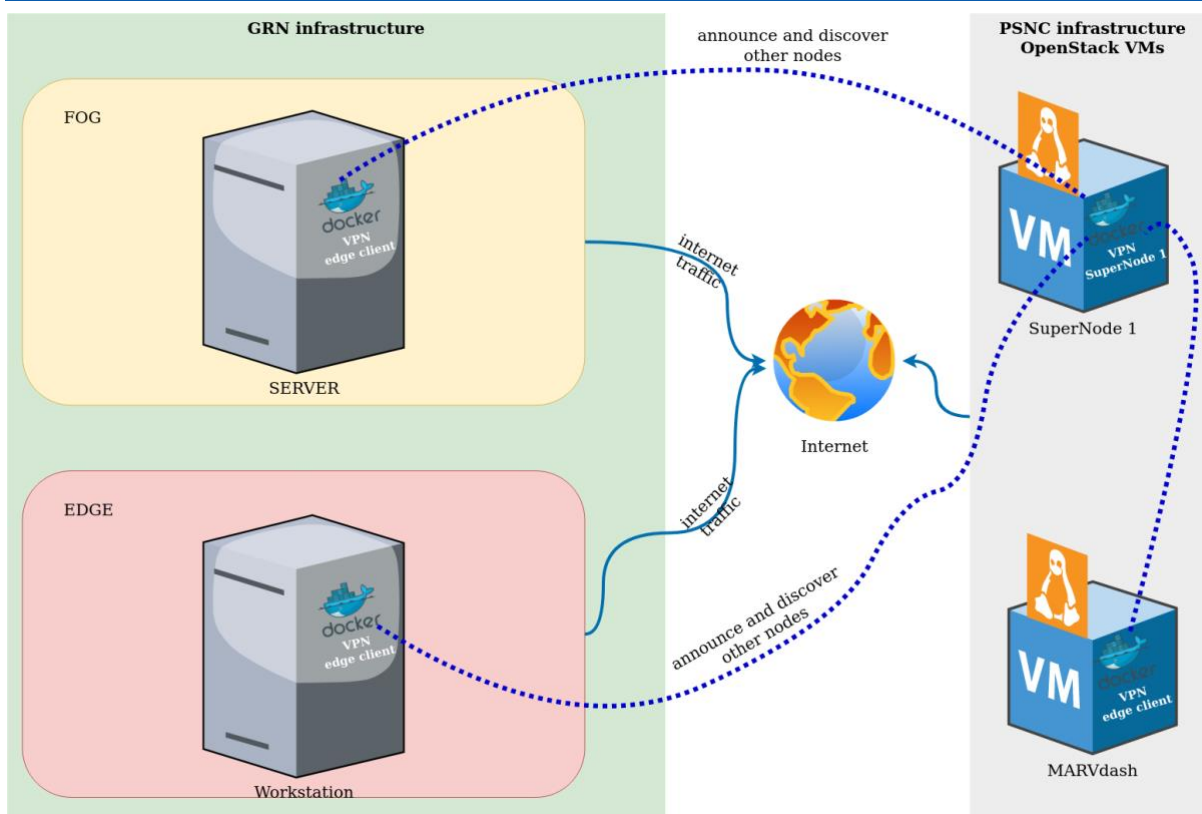 GRN infrastructure
FOG
docker
VPN
edge client
SERVER
EDGE
docker
VPN
edge client
Workstation
announce and discover
other nodes
internet
traffic
Internet
internet
traffic
announce and discover
other nodes
PSNC infrastructure
OpenStack VMs
VM
docker
VPN
SuperNode 1
SuperNode 1
VM
docker
VPN
edge client
MARVdash